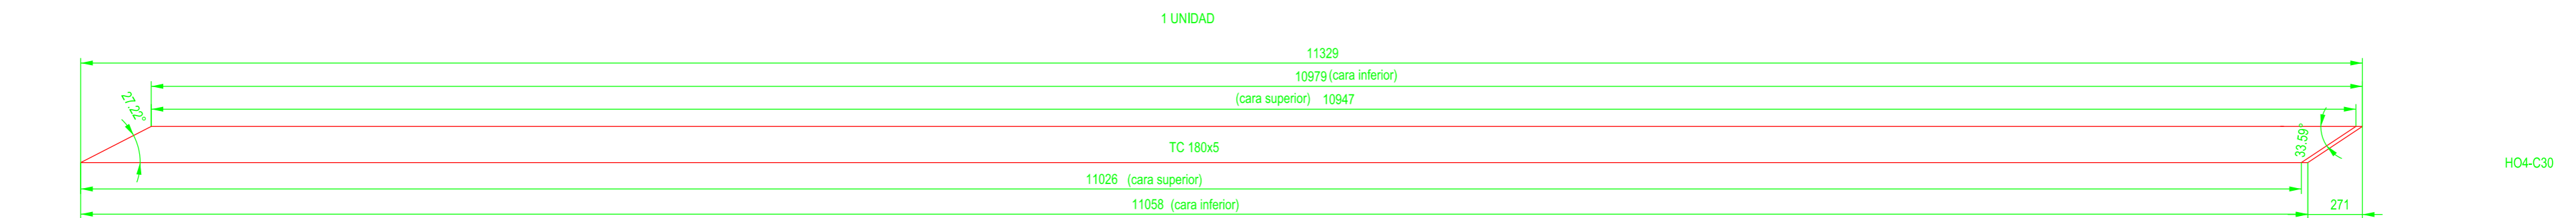 1 UNIDAD
11329
10979 (cara inferior)
(cara superior) 10947
27.22°
33.59°
TC 180x5
HO4-C30
11026 (cara superior)
11058 (cara inferior)
271